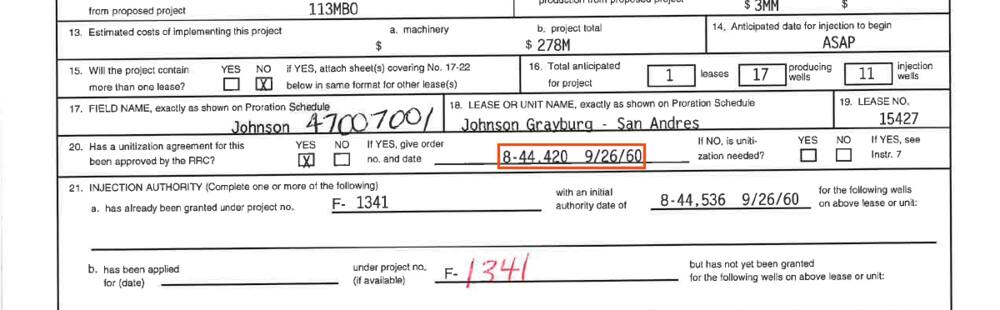 from proposed project 113MBO production from proposed project $ 3MM $
13. Estimated costs of implementing this project a. machinery $ b. project total $ 278M 14. Anticipated date for injection to begin ASAP
15. Will the project contain more than one lease? YES NO X if YES, attach sheet(s) covering No. 17-22 below in same format for other lease(s) 16. Total anticipated for project 1 leases 17 producing wells 11 injection wells
17. FIELD NAME, exactly as shown on Proration Schedule
Johnson 47007001
18. LEASE OR UNIT NAME, exactly as shown on Proration Schedule
Johnson Grayburg - San Andres
19. LEASE NO.
15427
20. Has a unitization agreement for this been approved by the RRC? YES X NO If YES, give order no. and date 8-44.420 9/26/60 If NO, is unitization needed? YES NO If YES, see Instr. 7
21. INJECTION AUTHORITY (Complete one or more of the following)
a. has already been granted under project no. F- 1341 with an initial authority date of 8-44,536 9/26/60 for the following wells on above lease or unit:
b. has been applied for (date) under project no. (if available) F- 1341 but has not yet been granted for the following wells on above lease or unit: